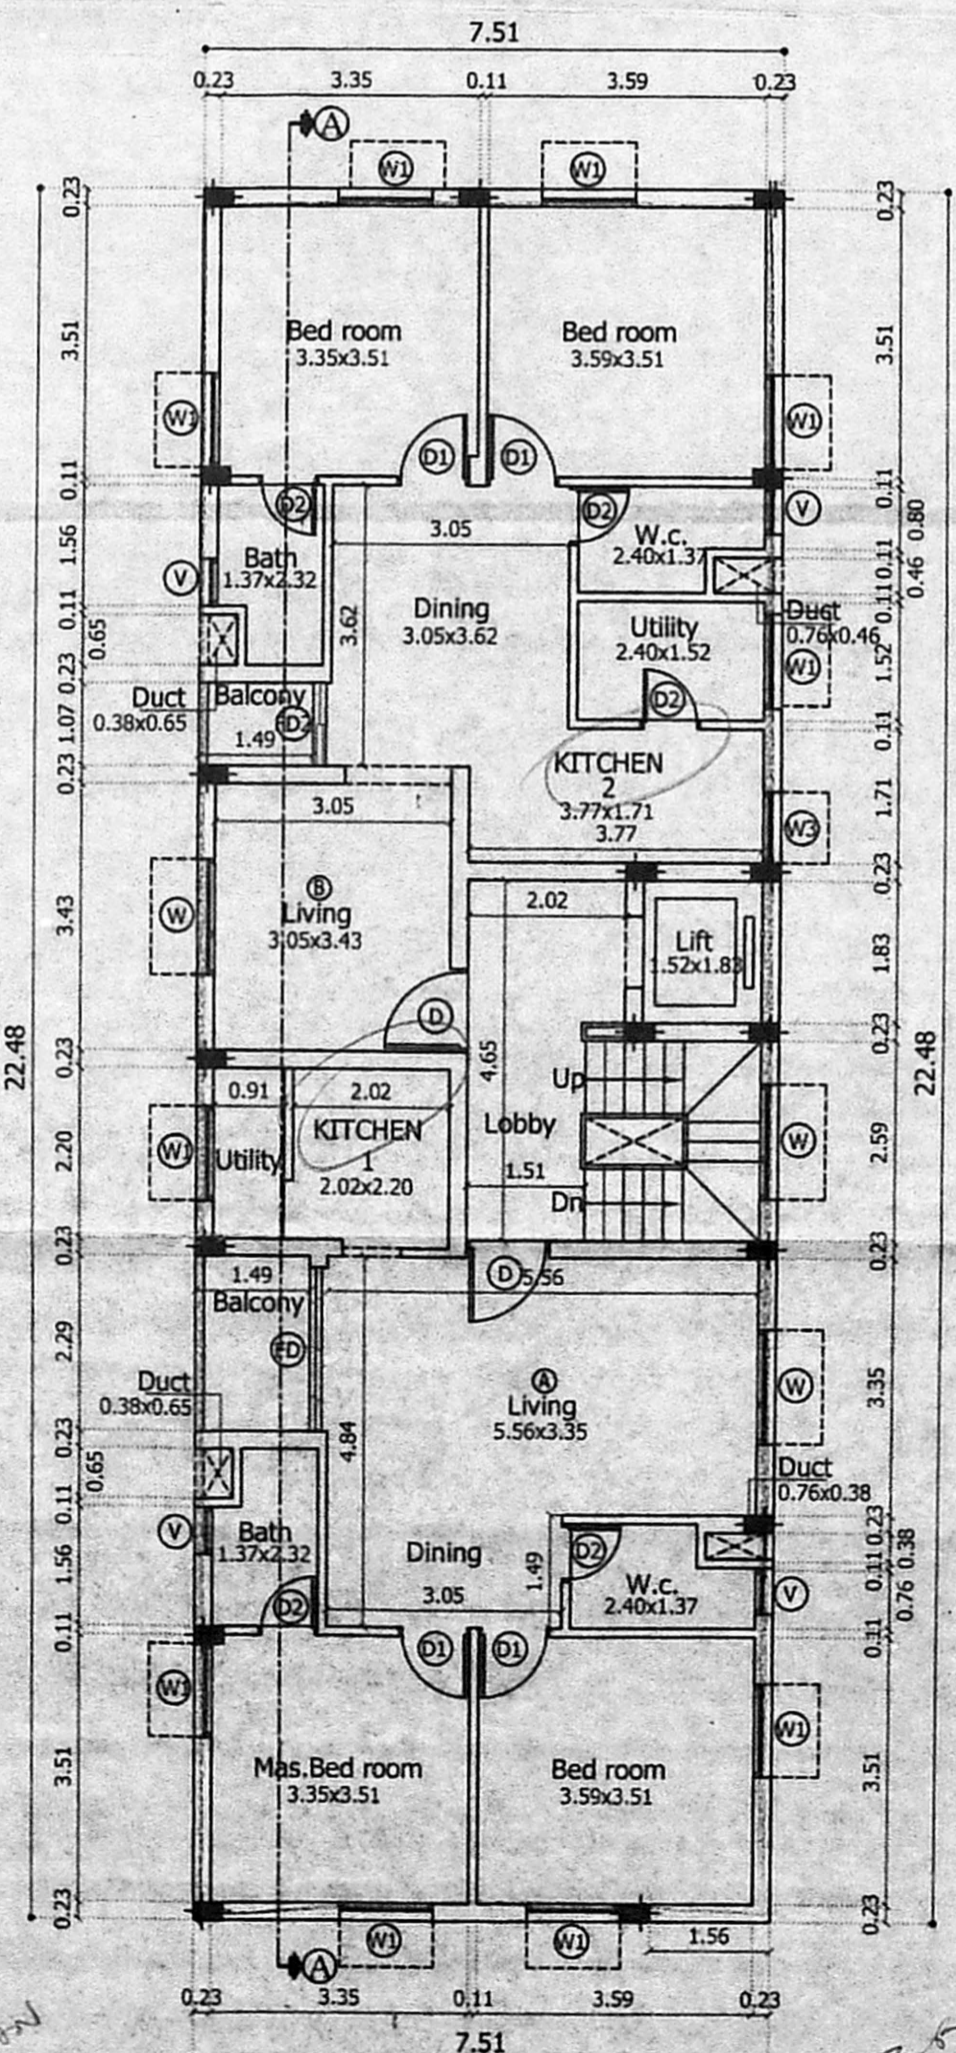 7.51
0.23 3.35 0.11 3.59 0.23
A
W1 W1
0.23 0.23
Bed room Bed room
3.35x3.51 3.59x3.51
3.51 3.51
W1 W1
D1 D1
0.11 0.11
D2 D2 V
3.05 W.c. 0.80
1.56 Bath 2.40x1.37
V 1.37x2.32 0.11
Dining 0.46
3.05x3.62
0.11 3.62 0.11
0.65 Utility Duct
2.40x1.52 0.76x0.46
W1 1.52
0.23 D2
Duct Balcony
0.38x0.65 FD2
1.07 1.49 0.11
KITCHEN
2
0.23 3.77x1.71 1.71
3.05 3.77 W3
0.23
B
Living 2.02
3.05x3.43 Lift
W 1.52x1.83 1.83
3.43
D
0.23 4.65 0.23
22.48 22.48
0.91 2.02 Up
KITCHEN Lobby W
W1 Utility 1 2.59
2.20 2.02x2.20 1.51
Dn
0.23 0.23
1.49 D 5.56
Balcony
2.29 FD
A W
Duct Living 3.35
0.38x0.65 5.56x3.35
0.23 4.84
0.65 Duct
0.76x0.38
0.11 0.23
V Bath Dining D2 0.38
1.56 1.37x2.32 1.49 0.11
3.05 W.c. V
D2 2.40x1.37 0.76
0.11 D1 D1 0.11
W1 W1
Mas.Bed room Bed room
3.35x3.51 3.59x3.51
3.51 3.51
0.23 0.23
W1 W1 1.56
A
0.23 3.35 0.11 3.59 0.23
7.51